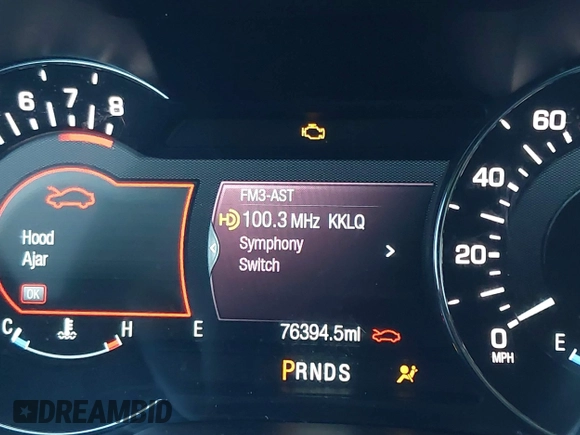 6 7 8
60
40
20
0
MPH
FM3-AST
HD 100.3 MHz KKLQ
Symphony
Switch
Hood
Ajar
OK
C H E
76394.5mi
PRNDS
E
DREAMBID